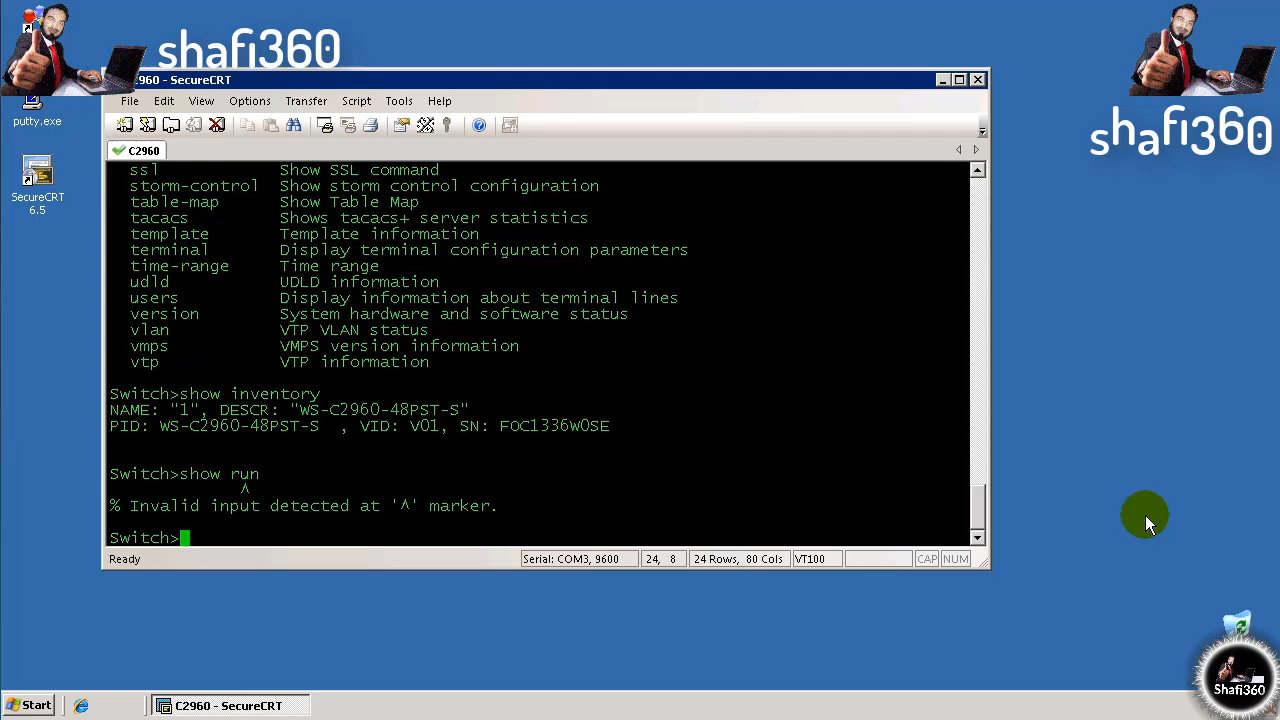 shafi360
shafi360
C2960 - SecureCRT
File Edit View Options Transfer Script Tools Help
putty.exe
C2960
SecureCRT
6.5
ssl Show SSL command
storm-control Show storm control configuration
table-map Show Table Map
tacacs Shows tacacs+ server statistics
template Template information
terminal Display terminal configuration parameters
time-range Time range
udld UDLD information
users Display information about terminal lines
version System hardware and software status
vlan VTP VLAN status
vmps VMPS version information
vtp VTP information
Switch>show inventory
NAME: "1", DESCR: "WS-C2960-48PST-S"
PID: WS-C2960-48PST-S , VID: V01, SN: FOC1336W0SE
Switch>show run
^
% Invalid input detected at '^' marker.
Switch>
Ready Serial: COM3, 9600 24, 8 24 Rows, 80 Cols VT100 CAP NUM
Shafi360
Start C2960 - SecureCRT